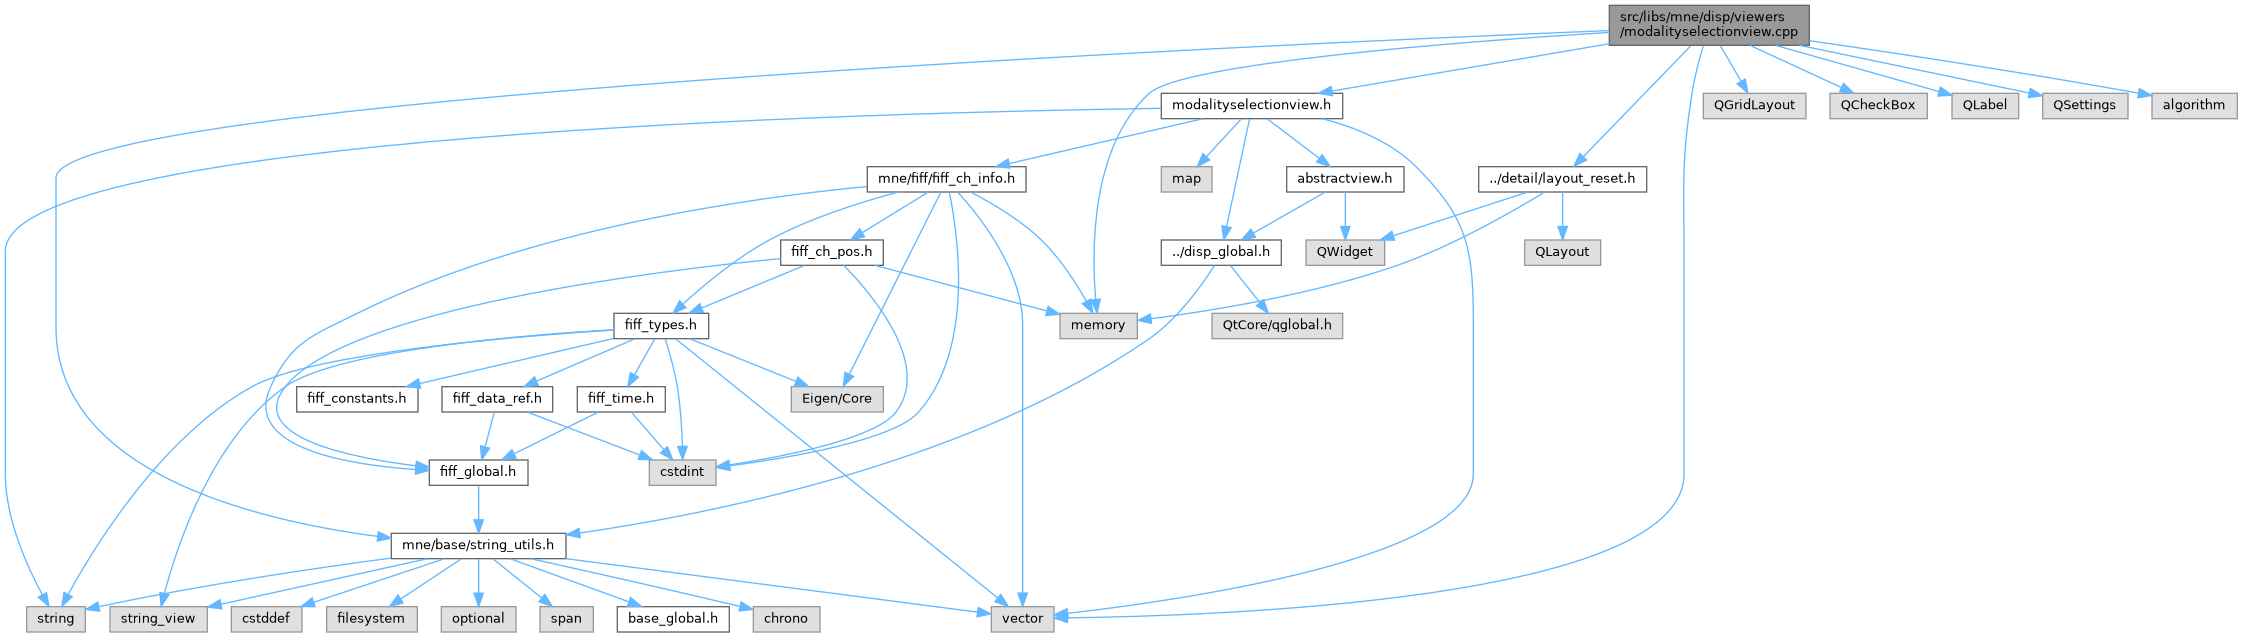 src/libs/mne/disp/viewers
/modalityselectionview.cpp
modalityselectionview.h
QGridLayout
QCheckBox
QLabel
QSettings
algorithm
mne/fiff/fiff_ch_info.h
map
abstractview.h
../detail/layout_reset.h
fiff_ch_pos.h
../disp_global.h
QWidget
QLayout
fiff_types.h
memory
QtCore/qglobal.h
fiff_constants.h
fiff_data_ref.h
fiff_time.h
Eigen/Core
fiff_global.h
cstdint
mne/base/string_utils.h
string
string_view
cstddef
filesystem
optional
span
base_global.h
chrono
vector